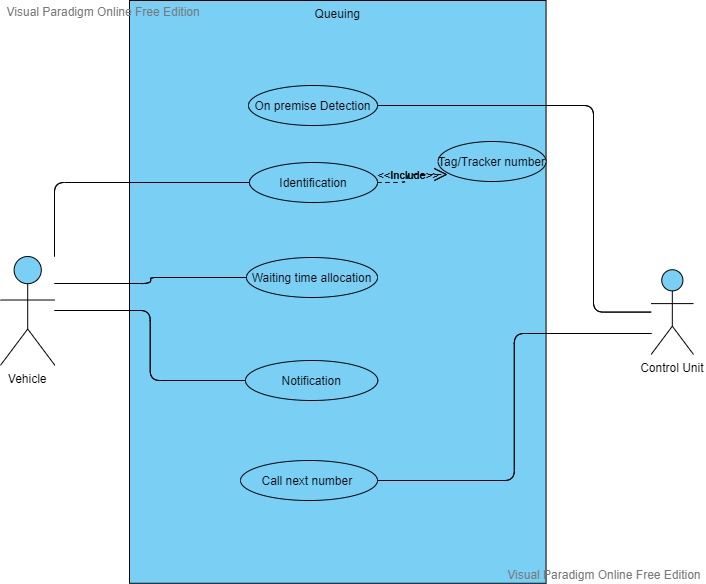 Visual Paradigm Online Free Edition
Queuing
On premise Detection
Tag/Tracker number
<<Include>>
Identification
Waiting time allocation
Vehicle
Control Unit
Notification
Call next number
Visual Paradigm Online Free Edition